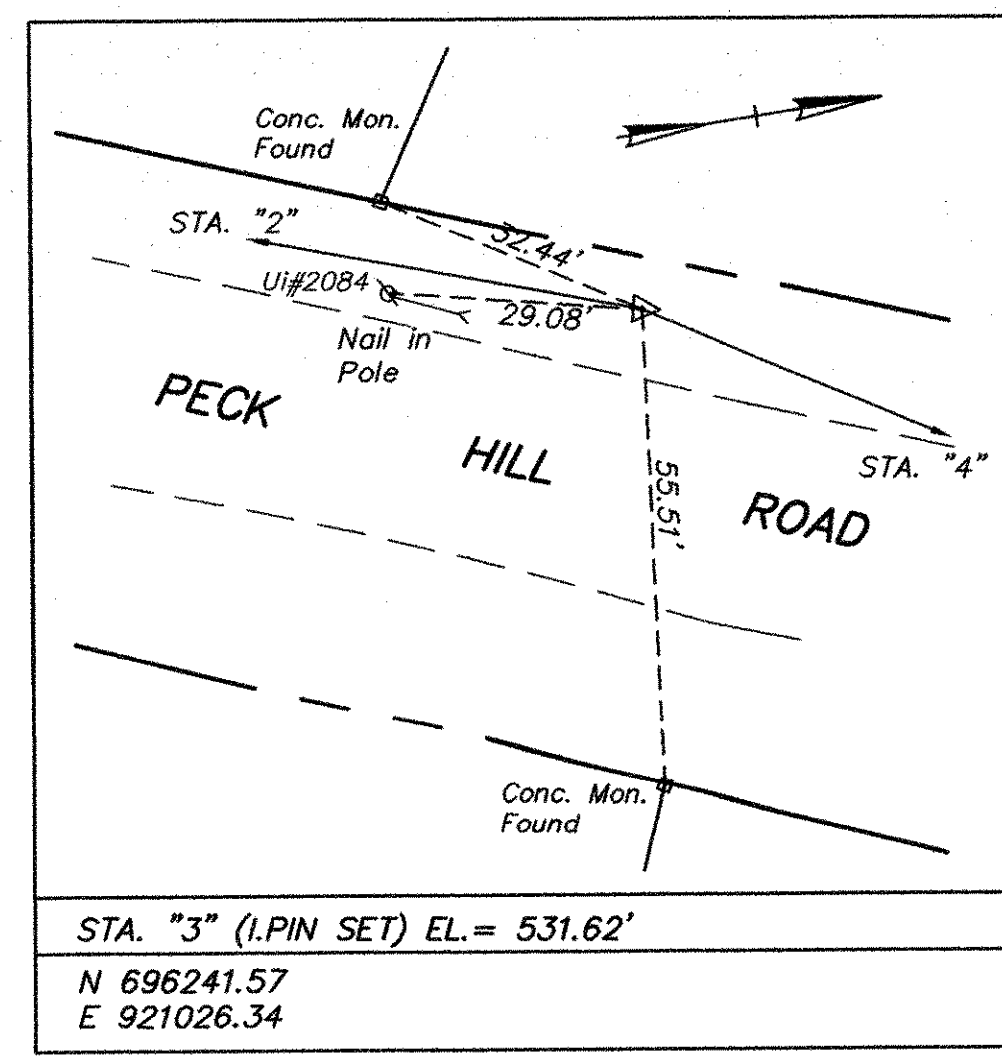 Conc. Mon.
Found
STA. "2"
32.44'
Ui#2084
29.08'
Nail in
Pole
PECK HILL ROAD
STA. "4"
55.51'
Conc. Mon.
Found
STA. "3" (I.PIN SET) EL.= 531.62'
N 696241.57
E 921026.34